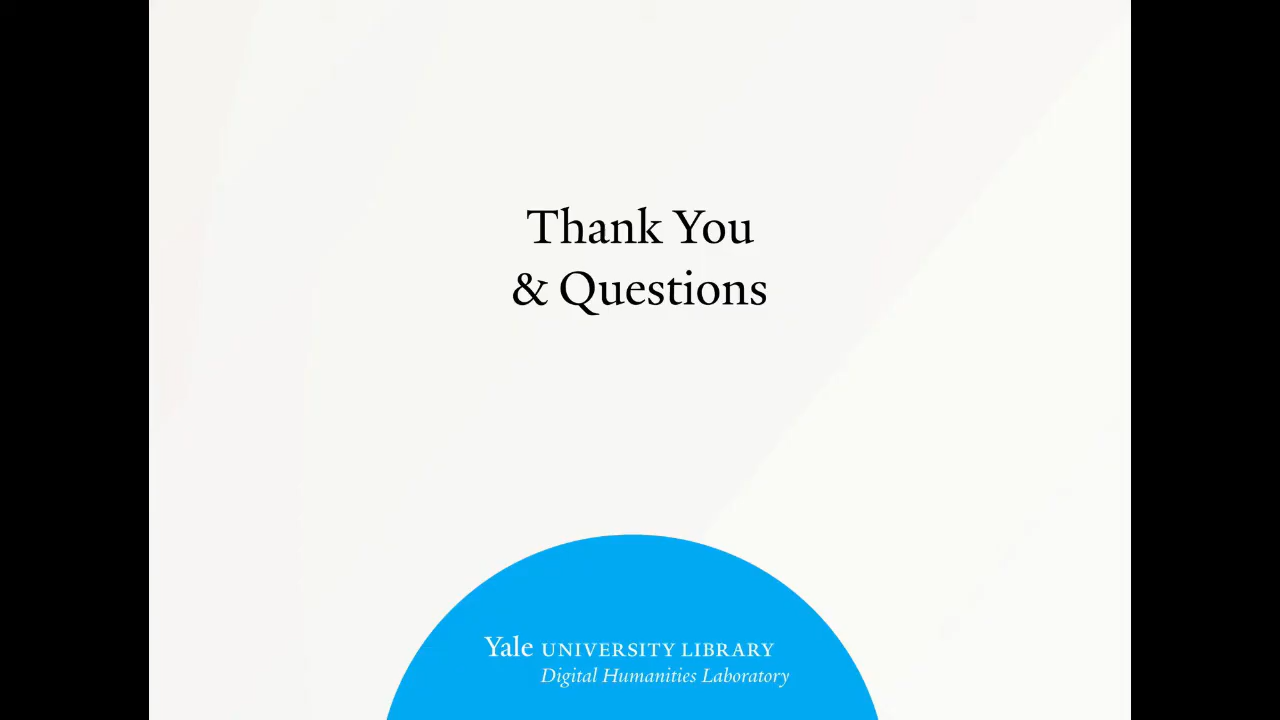 Thank You
& Questions
Yale UNIVERSITY LIBRARY
Digital Humanities Laboratory